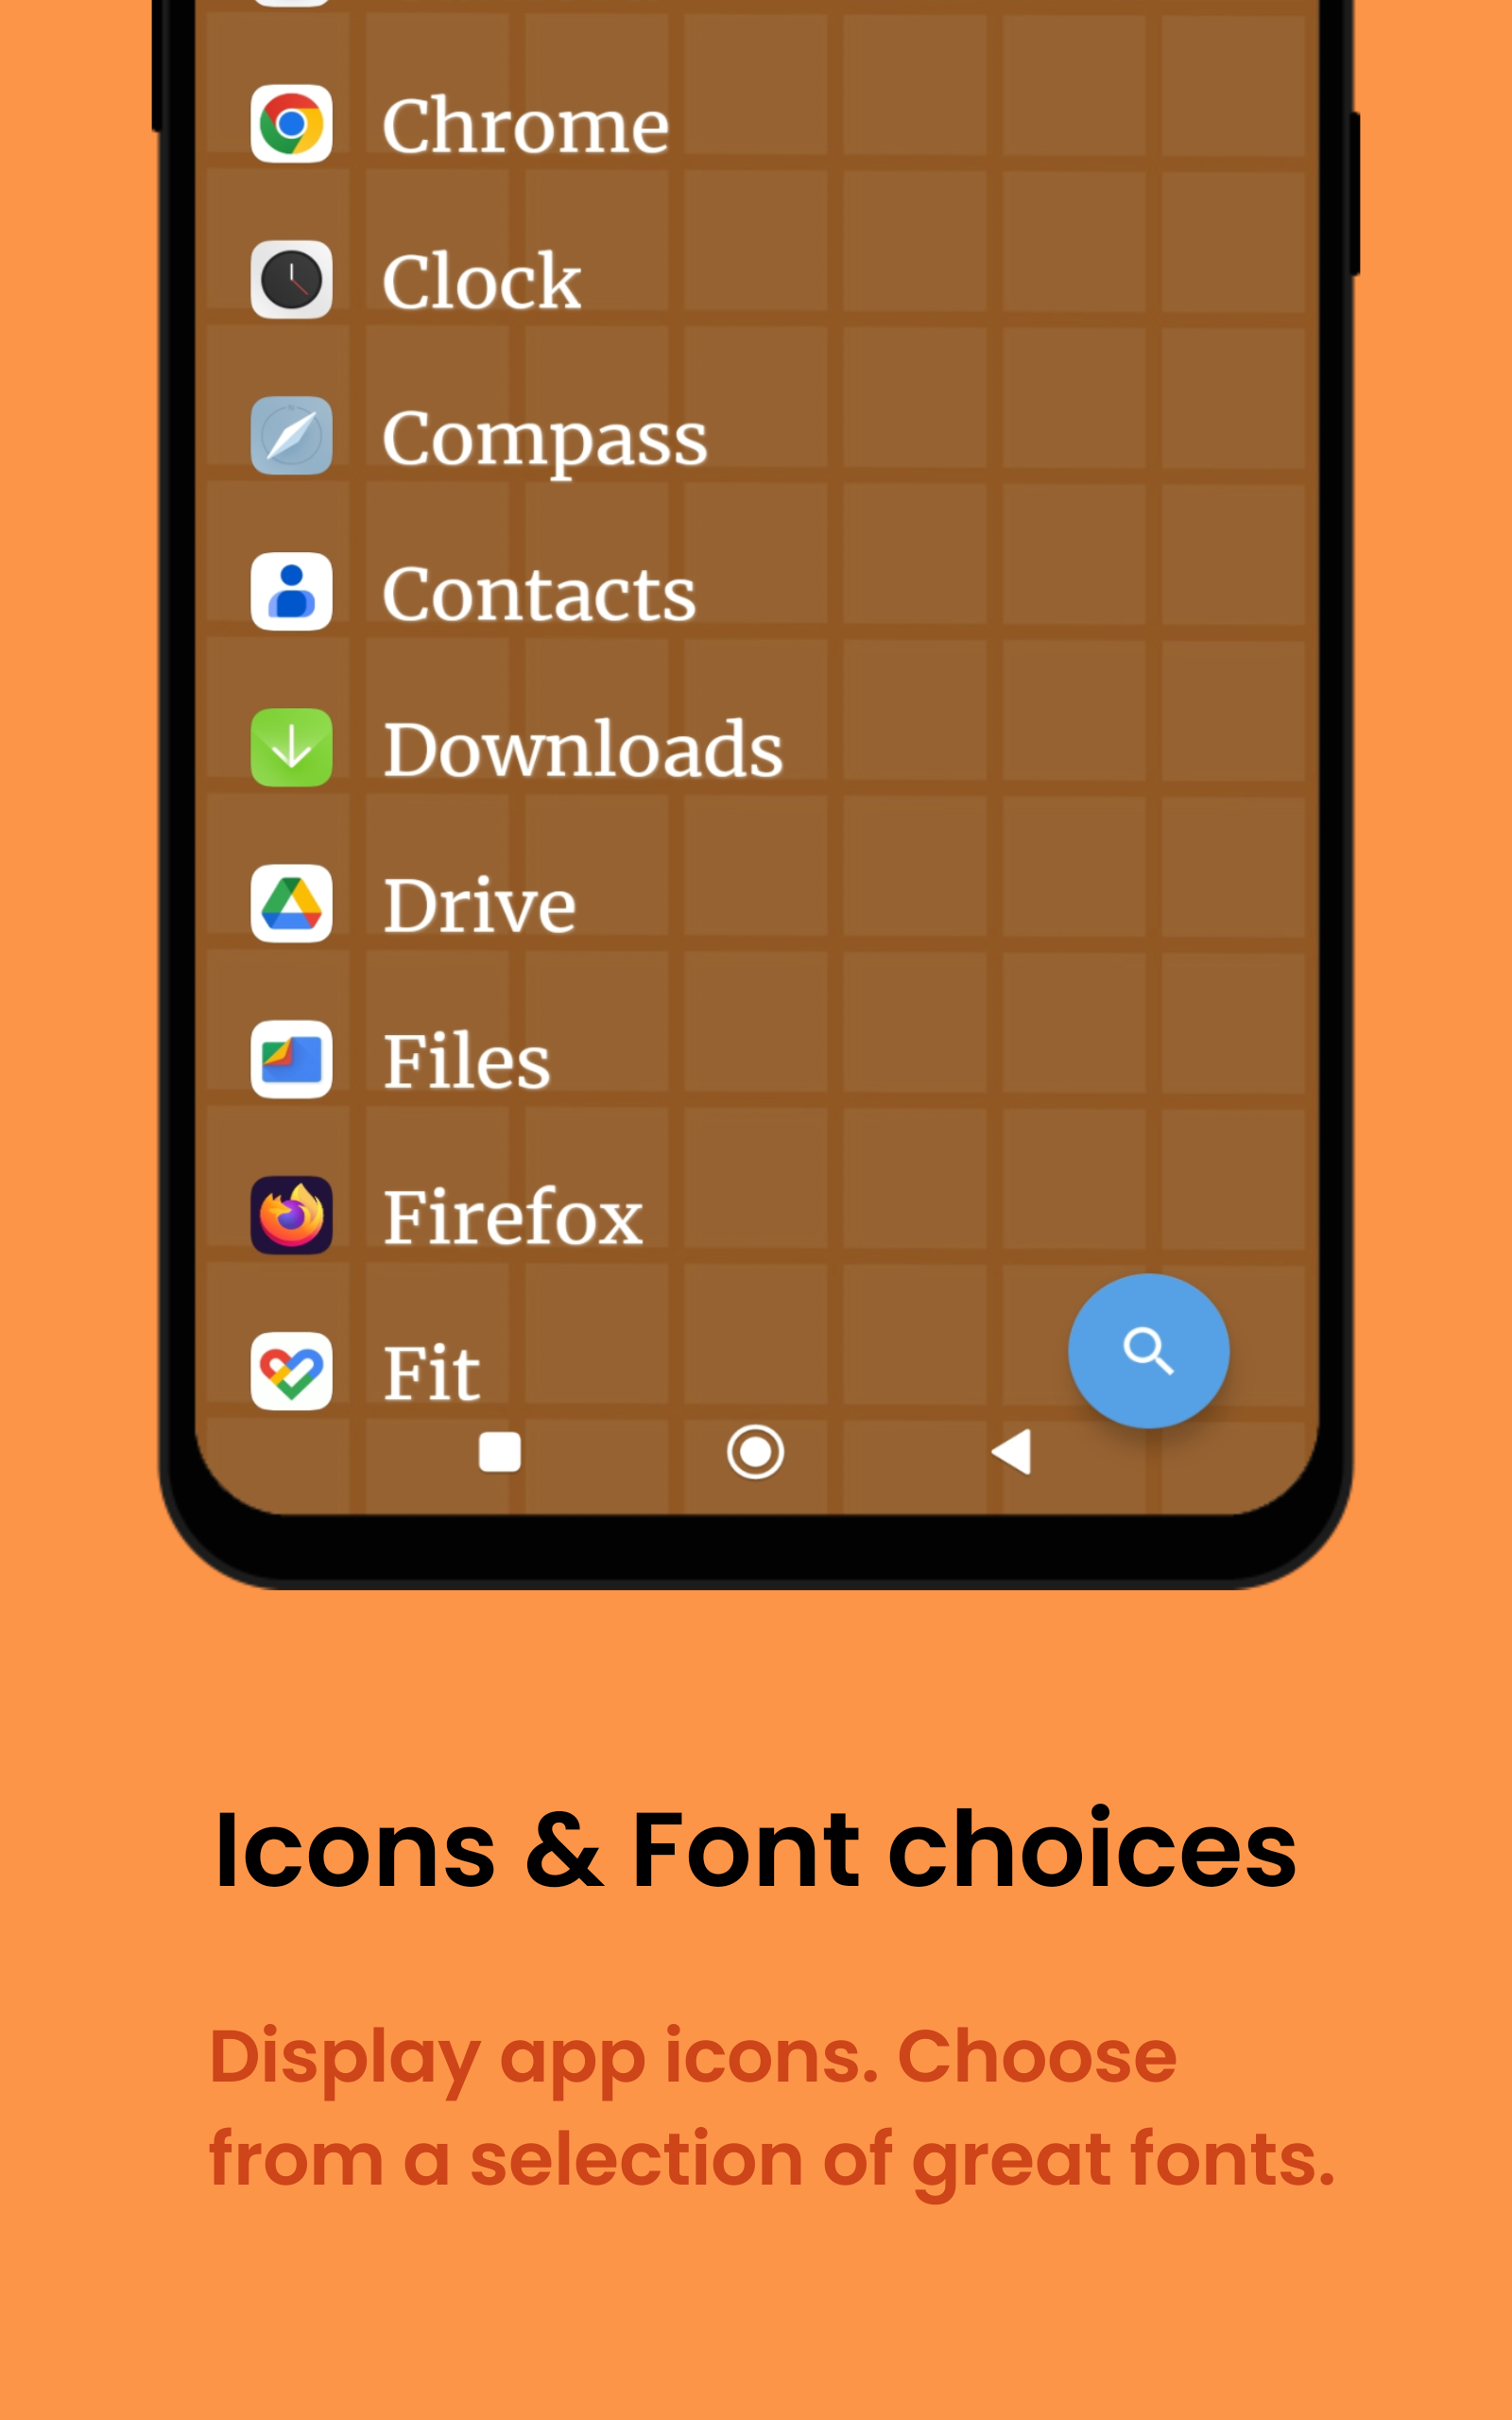 Chrome
Clock
Compass
Contacts
Downloads
Drive
Files
Firefox
Fit
Icons & Font choices
Display app icons. Choose
from a selection of great fonts.